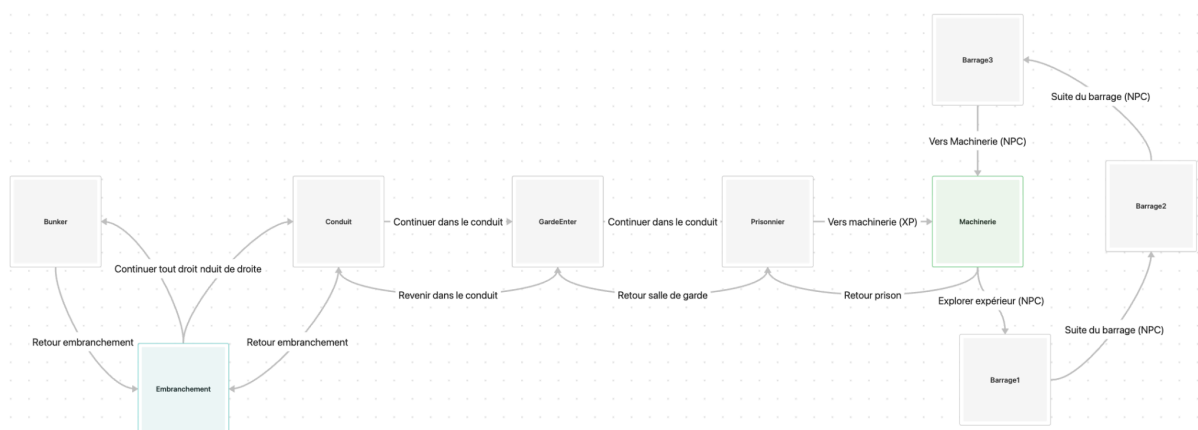 Barrage3
Suite du barrage (NPC)
Vers Machinerie (NPC)
Bunker
Conduit
Continuer dans le conduit
GardeEnter
Continuer dans le conduit
Prisonnier
Vers machinerie (XP)
Machinerie
Barrage2
Continuer tout droit nduit de droite
Revenir dans le conduit
Retour salle de garde
Retour prison
Explorer expérieur (NPC)
Suite du barrage (NPC)
Retour embranchement
Retour embranchement
Embranchement
Barrage1